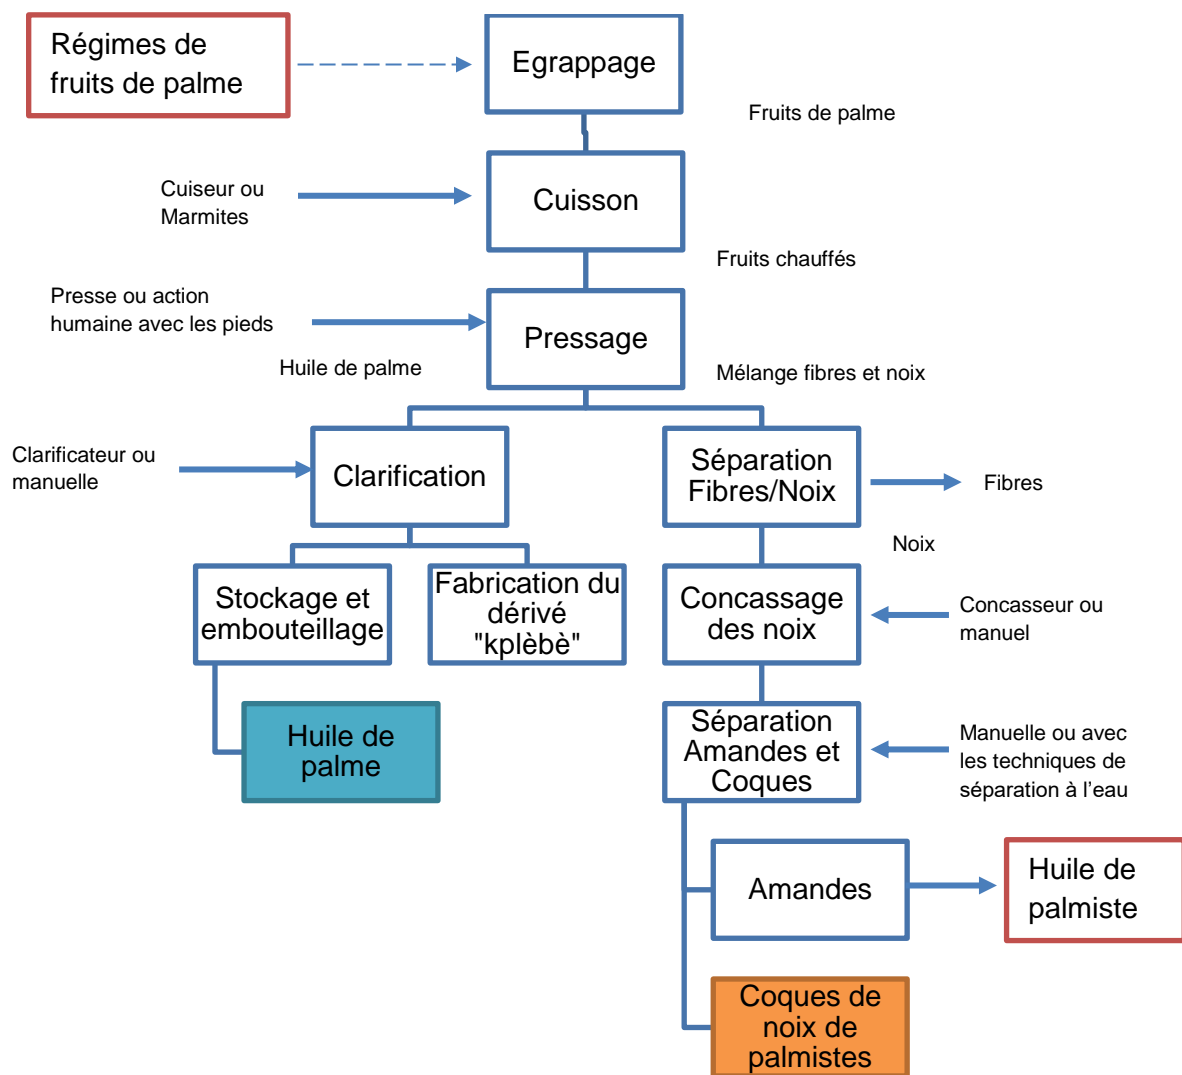 Régimes de
fruits de palme
Egrappage
Fruits de palme
Cuiseur ou
Marmites
Cuisson
Fruits chauffés
Presse ou action
humaine avec les pieds
Pressage
Huile de palme
Mélange fibres et noix
Clarificateur ou
manuelle
Clarification
Séparation
Fibres/Noix
Fibres
Noix
Stockage et
embouteillage
Fabrication du
dérivé
"kplèbè"
Concassage
des noix
Concasseur ou
manuel
Huile de
palme
Séparation
Amandes et
Coques
Manuelle ou avec
les techniques de
séparation à l’eau
Amandes
Huile de
palmiste
Coques de
noix de
palmistes